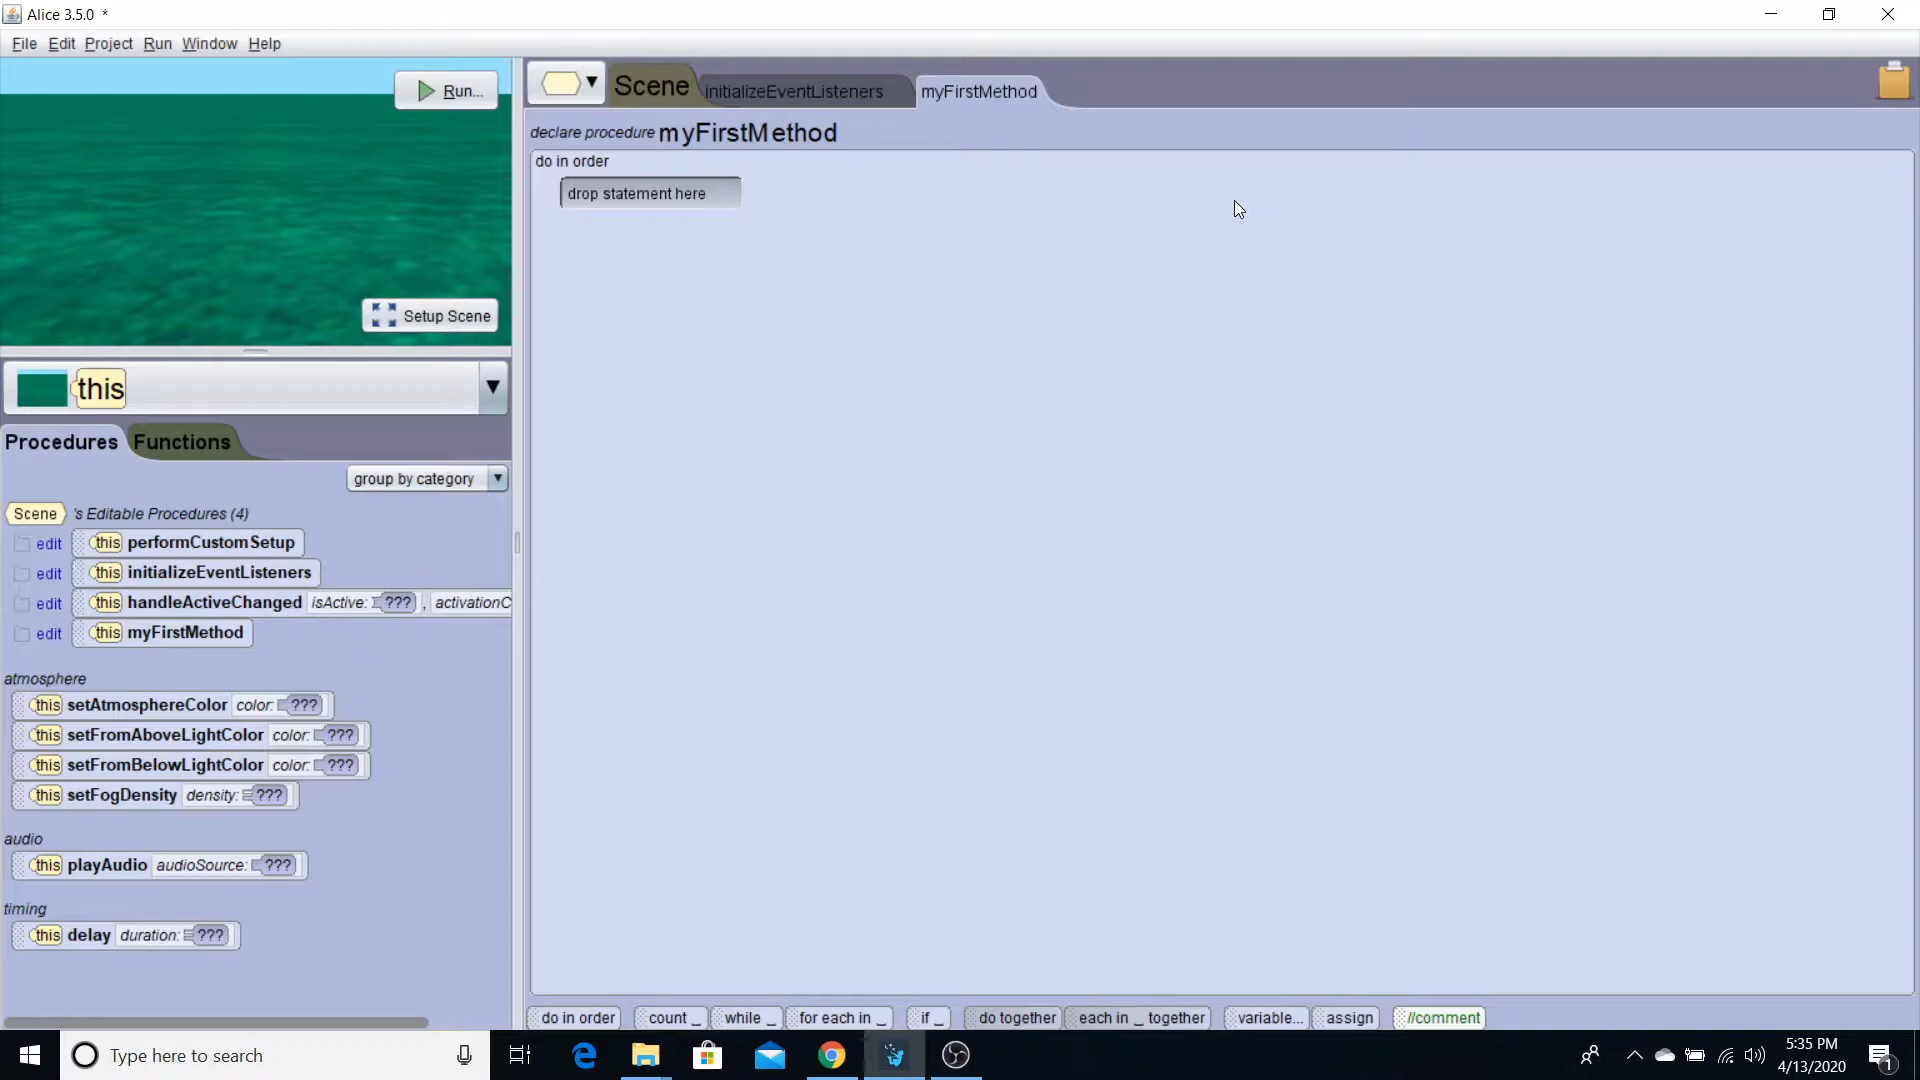 Alice 3.5.0 *
File Edit Project Run Window Help
Run...
Setup Scene
this
Procedures Functions
group by category
Scene 's Editable Procedures (4)
edit this performCustomSetup
edit this initializeEventListeners
edit this handleActiveChanged isActive: ??? , activationC
edit this myFirstMethod
atmosphere
this setAtmosphereColor color: ???
this setFromAboveLightColor color: ???
this setFromBelowLightColor color: ???
this setFogDensity density: ???
audio
this playAudio audioSource: ???
timing
this delay duration: ???
Scene initializeEventListeners myFirstMethod
declare procedure myFirstMethod
do in order
drop statement here
do in order count _ while _ for each in _ if _ do together each in _ together variable... assign //comment
Type here to search
5:35 PM
4/13/2020
1